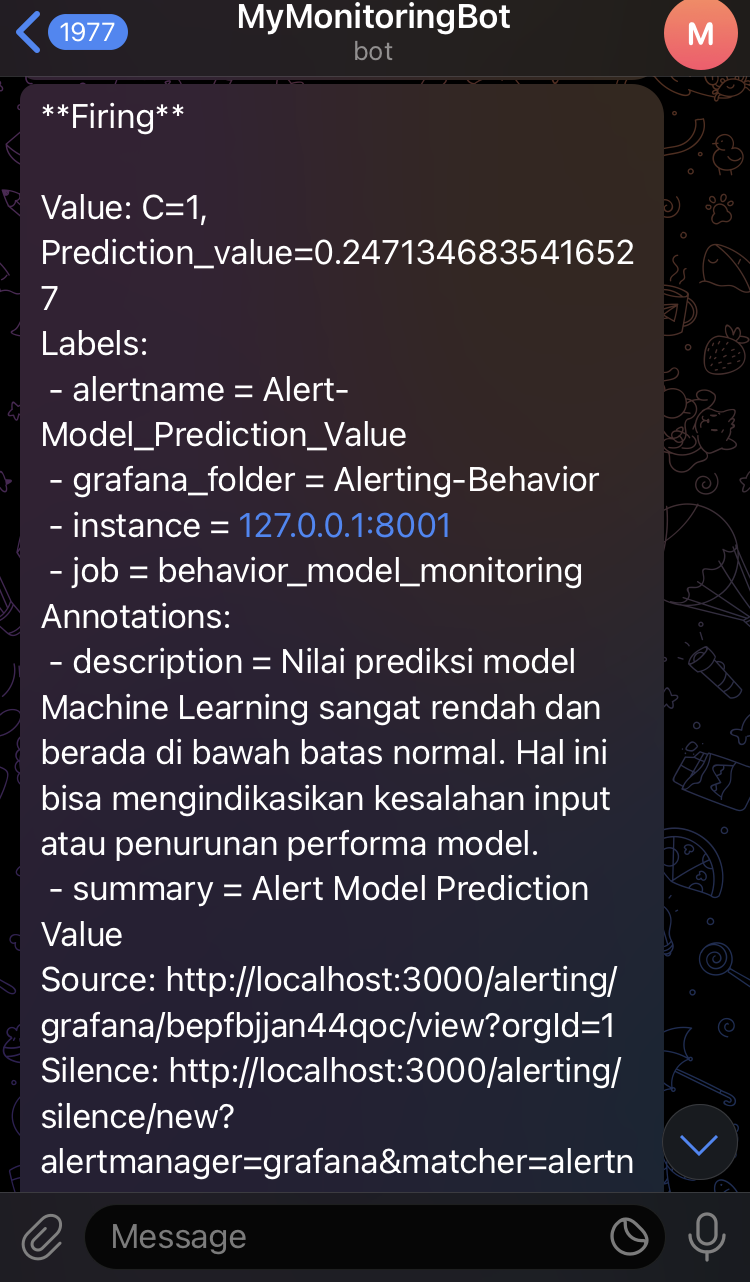 1977
MyMonitoringBot
bot
M
**Firing**
Value: C=1,
Prediction_value=0.247134683541652
7
Labels:
- alertname = Alert-
Model_Prediction_Value
- grafana_folder = Alerting-Behavior
- instance = 127.0.0.1:8001
- job = behavior_model_monitoring
Annotations:
- description = Nilai prediksi model
Machine Learning sangat rendah dan
berada di bawah batas normal. Hal ini
bisa mengindikasikan kesalahan input
atau penurunan performa model.
- summary = Alert Model Prediction
Value
Source: http://localhost:3000/alerting/
grafana/bepfbjjan44qoc/view?orgId=1
Silence: http://localhost:3000/alerting/
silence/new?
alertmanager=grafana&matcher=alertn
Message